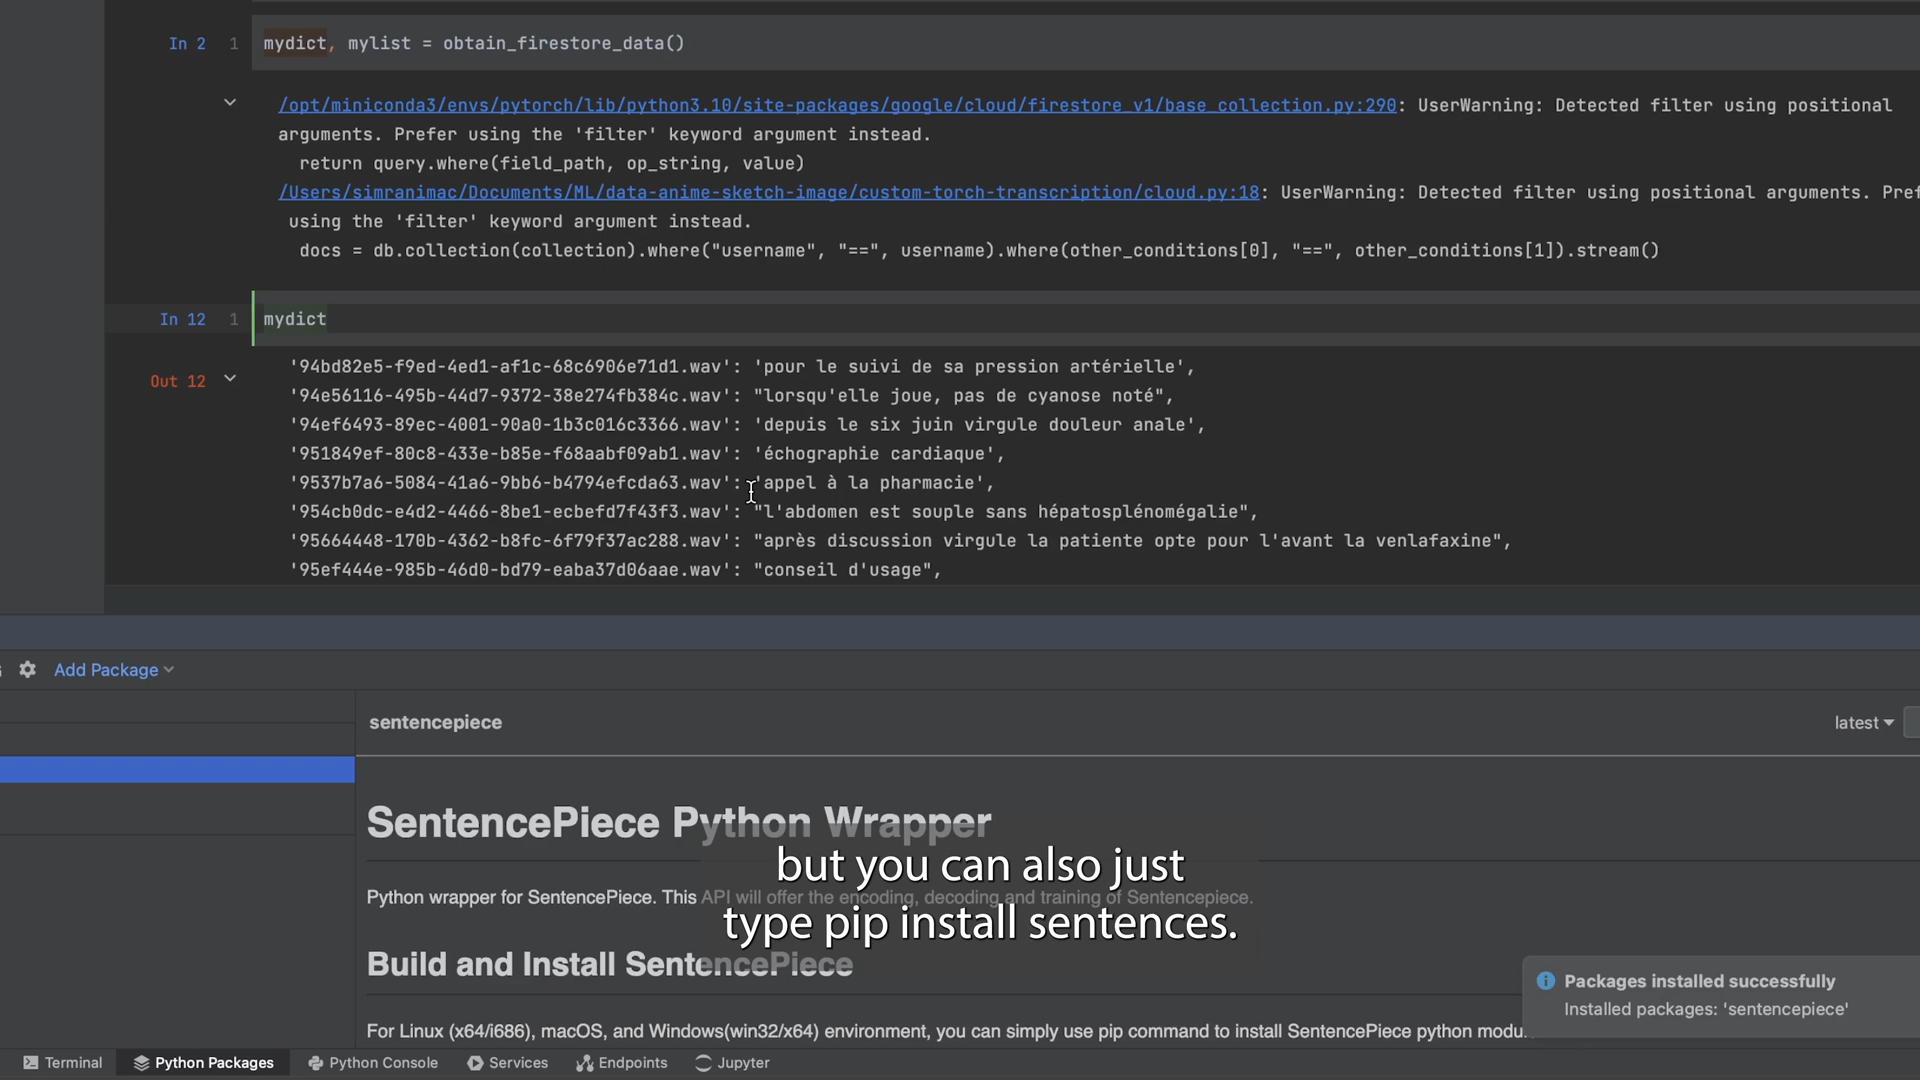 In 2 1 mydict, mylist = obtain_firestore_data()
/opt/miniconda3/envs/pytorch/lib/python3.10/site-packages/google/cloud/firestore_v1/base_collection.py:290: UserWarning: Detected filter using positional
arguments. Prefer using the 'filter' keyword argument instead.
return query.where(field_path, op_string, value)
/Users/simranimac/Documents/ML/data-anime-sketch-image/custom-torch-transcription/cloud.py:18: UserWarning: Detected filter using positional arguments. Pref
using the 'filter' keyword argument instead.
docs = db.collection(collection).where("username", "==", username).where(other_conditions[0], "==", other_conditions[1]).stream()
In 12 1 mydict
Out 12
'94bd82e5-f9ed-4ed1-af1c-68c6906e71d1.wav': 'pour le suivi de sa pression artérielle',
'94e56116-495b-44d7-9372-38e274fb384c.wav': "lorsqu'elle joue, pas de cyanose noté",
'94ef6493-89ec-4001-90a0-1b3c016c3366.wav': 'depuis le six juin virgule douleur anale',
'951849ef-80c8-433e-b85e-f68aabf09ab1.wav': 'échographie cardiaque',
'9537b7a6-5084-41a6-9bb6-b4794efcda63.wav': 'appel à la pharmacie',
'954cb0dc-e4d2-4466-8be1-ecbefd7f43f3.wav': "l'abdomen est souple sans hépatosplénomégalie",
'95664448-170b-4362-b8fc-6f79f37ac288.wav': "après discussion virgule la patiente opte pour l'avant la venlafaxine",
'95ef444e-985b-46d0-bd79-eaba37d06aae.wav': "conseil d'usage",
Add Package
sentencepiece
latest
SentencePiece Python Wrapper
but you can also just
Python wrapper for SentencePiece. This API will offer the encoding, decoding and training of Sentencepiece.
type pip install sentences.
Build and Install SentencePiece
Packages installed successfully
Installed packages: 'sentencepiece'
For Linux (x64/i686), macOS, and Windows(win32/x64) environment, you can simply use pip command to install SentencePiece python modu
Terminal Python Packages Python Console Services Endpoints Jupyter